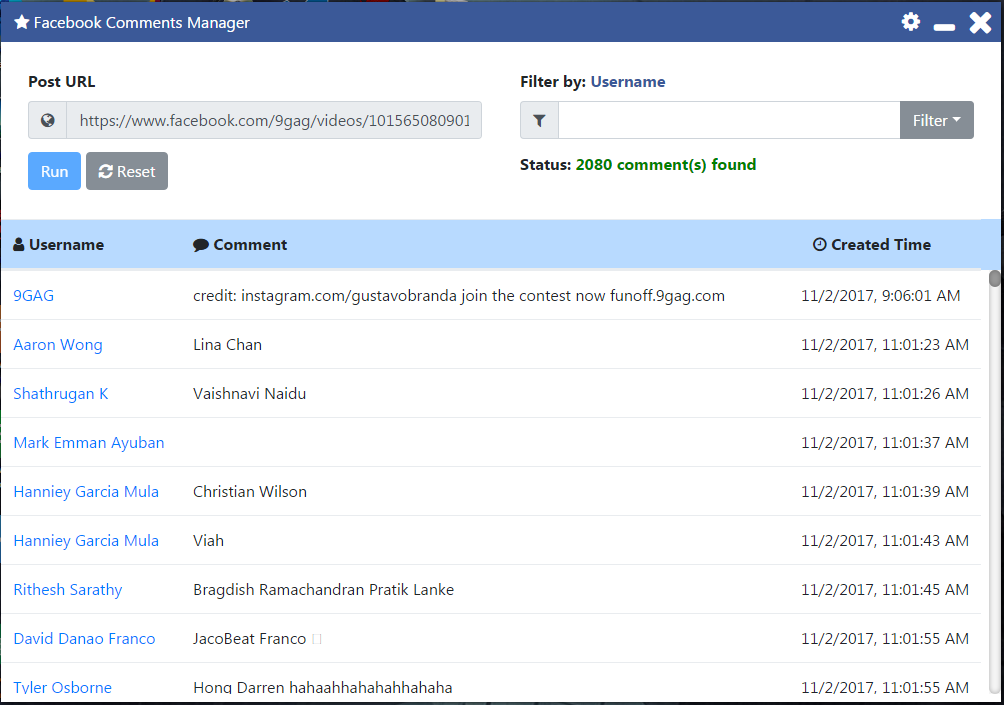 Facebook Comments Manager
Post URL
https://www.facebook.com/9gag/videos/101565080901
Run Reset
Filter by: Username
Filter
Status: 2080 comment(s) found
Username Comment Created Time
9GAG credit: instagram.com/gustavobranda join the contest now funoff.9gag.com 11/2/2017, 9:06:01 AM
Aaron Wong Lina Chan 11/2/2017, 11:01:23 AM
Shathrugan K Vaishnavi Naidu 11/2/2017, 11:01:26 AM
Mark Emman Ayuban 11/2/2017, 11:01:37 AM
Hanniey Garcia Mula Christian Wilson 11/2/2017, 11:01:39 AM
Hanniey Garcia Mula Viah 11/2/2017, 11:01:43 AM
Rithesh Sarathy Bragdish Ramachandran Pratik Lanke 11/2/2017, 11:01:45 AM
David Danao Franco JacoBeat Franco 11/2/2017, 11:01:55 AM
Tyler Osborne Hong Darren hahaahhahahahhahaha 11/2/2017, 11:01:55 AM